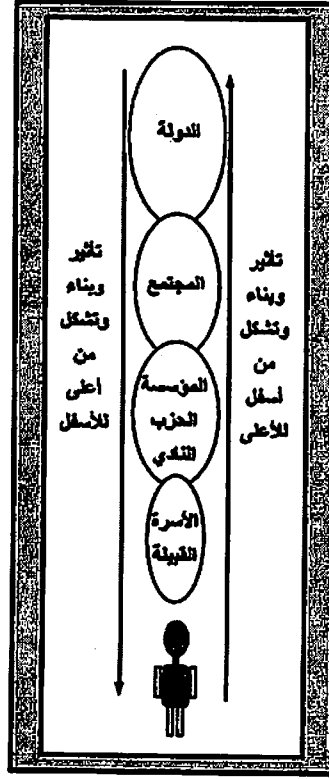 الدولة
المجتمع
المؤسسة
الحزب
النادي
الأسرة
القبيلة
تأثير
وبناء
وتشكل
من
أسفل
للأعلى
تأثير
وبناء
وتشكل
من
أعلى
للأسفل